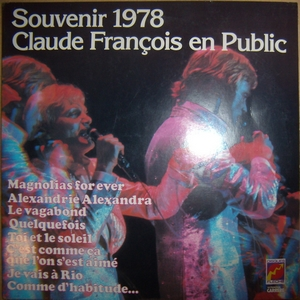 Souvenir 1978
Claude François en Public
Magnolias for ever
Alexandrie Alexandra
Le vagabond
Quelquefois
Toi et le soleil
C'est comme ça
que l'on s'est aimé
Je vais à Rio
Comme d'habitude...